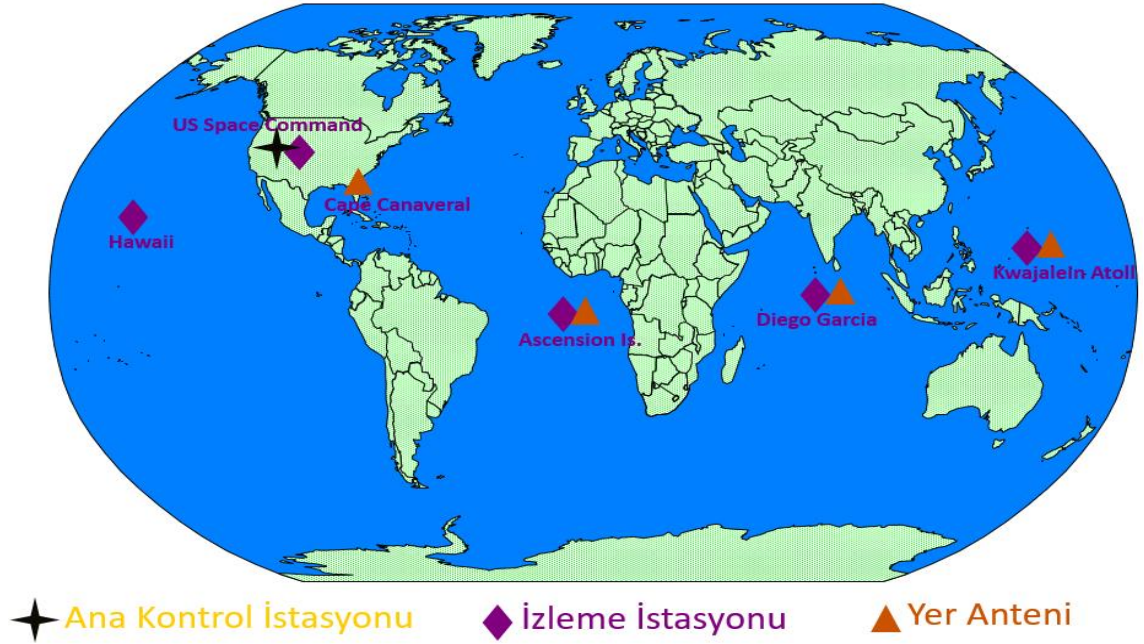 US Space Command
Cape Canaveral
Hawaii
Kwajalein Atoll
Diego Garcia
Ascension Is.
Ana Kontrol İstasyonu
İzleme İstasyonu
Yer Anteni